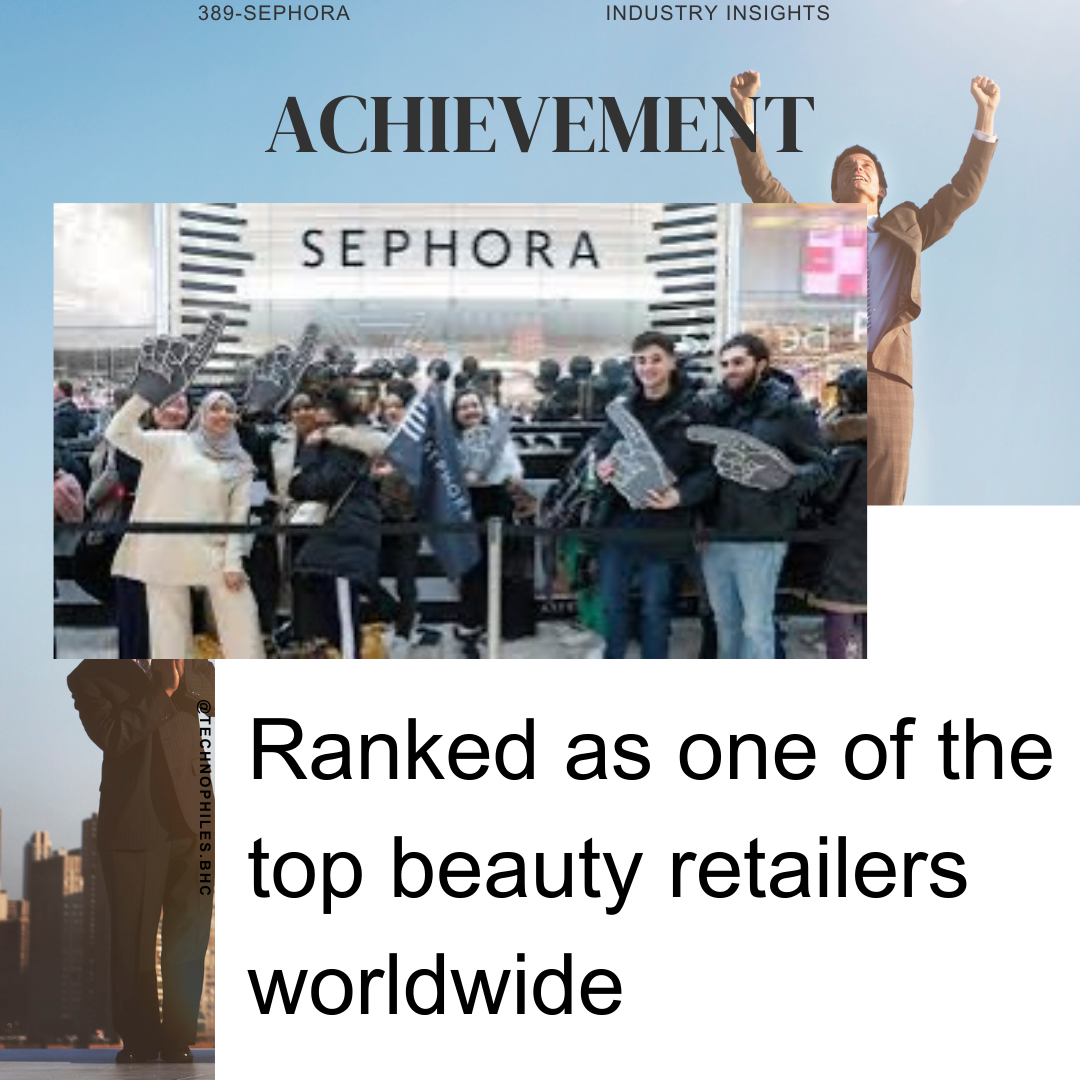 389-SEPHORA
INDUSTRY INSIGHTS
ACHIEVEMENT
SEPHORA
@TECHNOPHILES.BHC
Ranked as one of the
top beauty retailers
worldwide